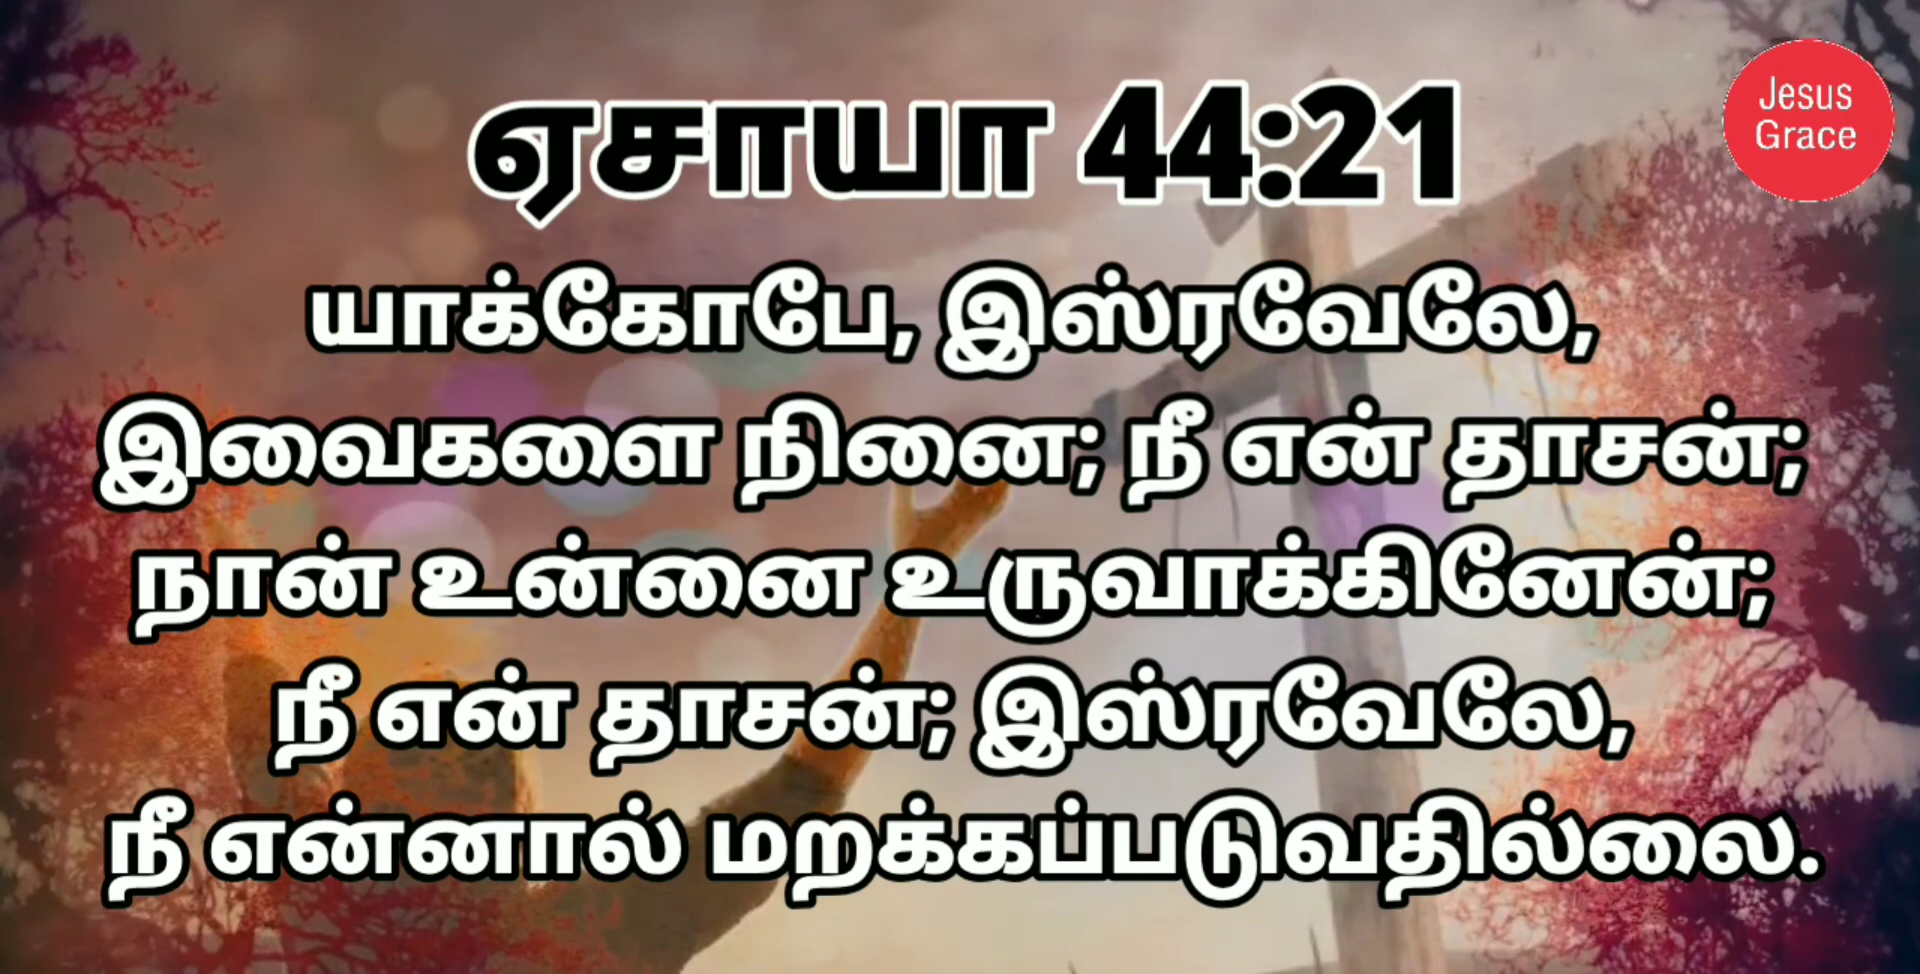 ஏசாயா 44:21
Jesus
Grace
யாக்கோபே, இஸ்ரவேலே,
இவைகளை நினை; நீ என் தாசன்;
நான் உன்னை உருவாக்கினேன்;
நீ என் தாசன்; இஸ்ரவேலே,
நீ என்னால் மறக்கப்படுவதில்லை.